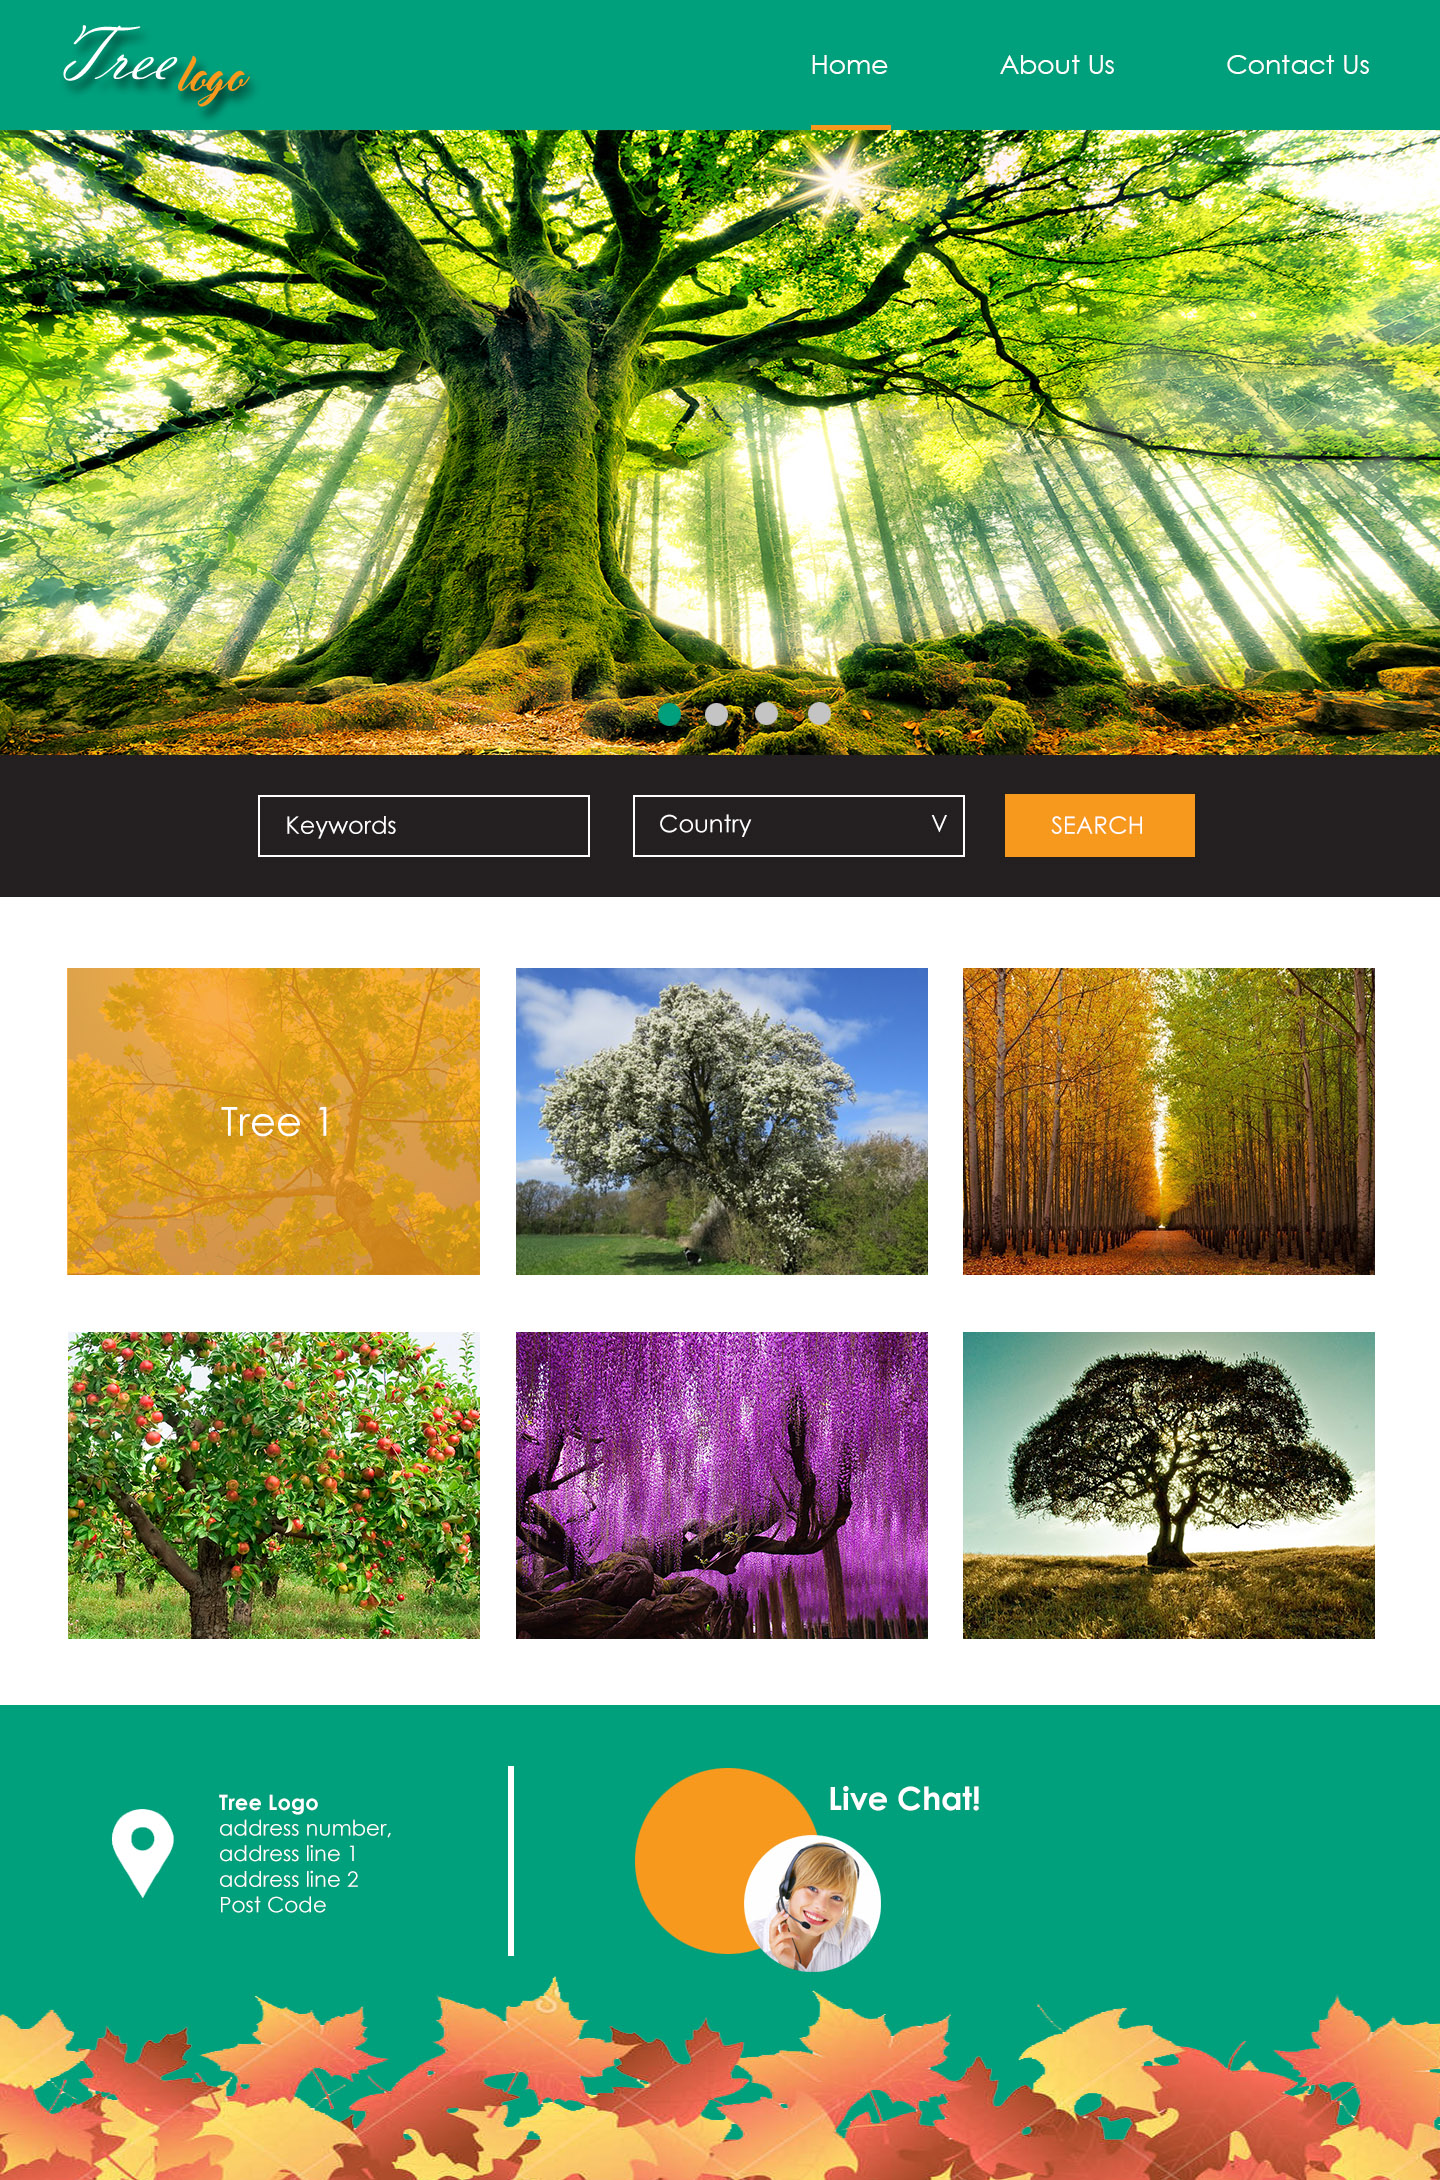 Tree logo
Home
About Us
Contact Us
Keywords
Country
V
SEARCH
Tree 1
Tree Logo
address number,
address line 1
address line 2
Post Code
Live Chat!